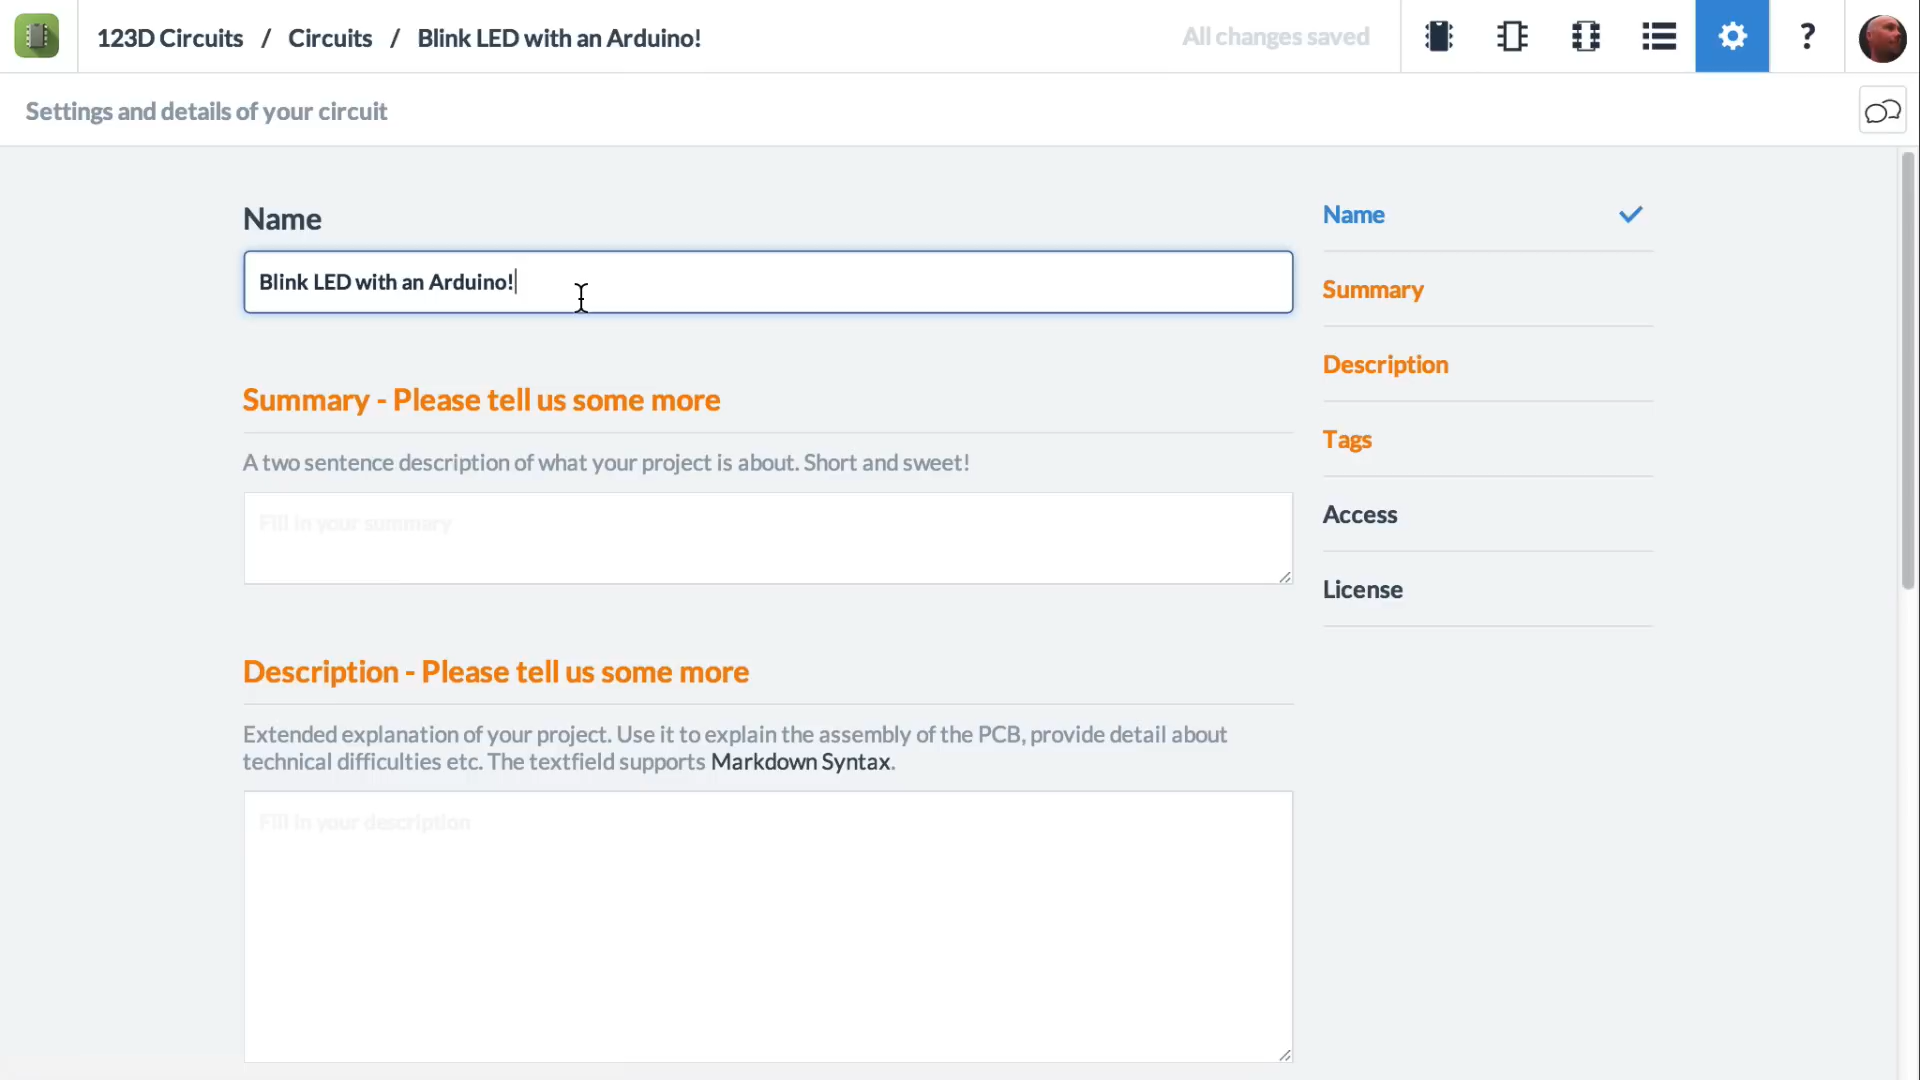 123D Circuits / Circuits / Blink LED with an Arduino!
All changes saved
?
Settings and details of your circuit
Name
Blink LED with an Arduino!
Summary - Please tell us some more
A two sentence description of what your project is about. Short and sweet!
Fill in your summary
Description - Please tell us some more
Extended explanation of your project. Use it to explain the assembly of the PCB, provide detail about
technical difficulties etc. The textfield supports Markdown Syntax.
Fill in your description
Name
Summary
Description
Tags
Access
License